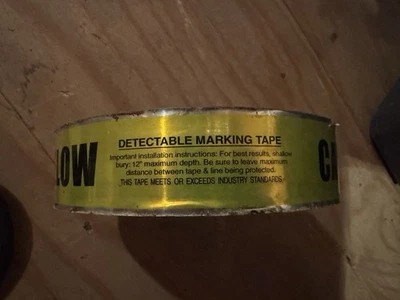 LOW
DETECTABLE MARKING TAPE
Important installation instructions: For best results, shallow
bury: 12" maximum depth. Be sure to leave maximum
distance between tape & line being protected.
THIS TAPE MEETS OR EXCEEDS INDUSTRY STANDARDS